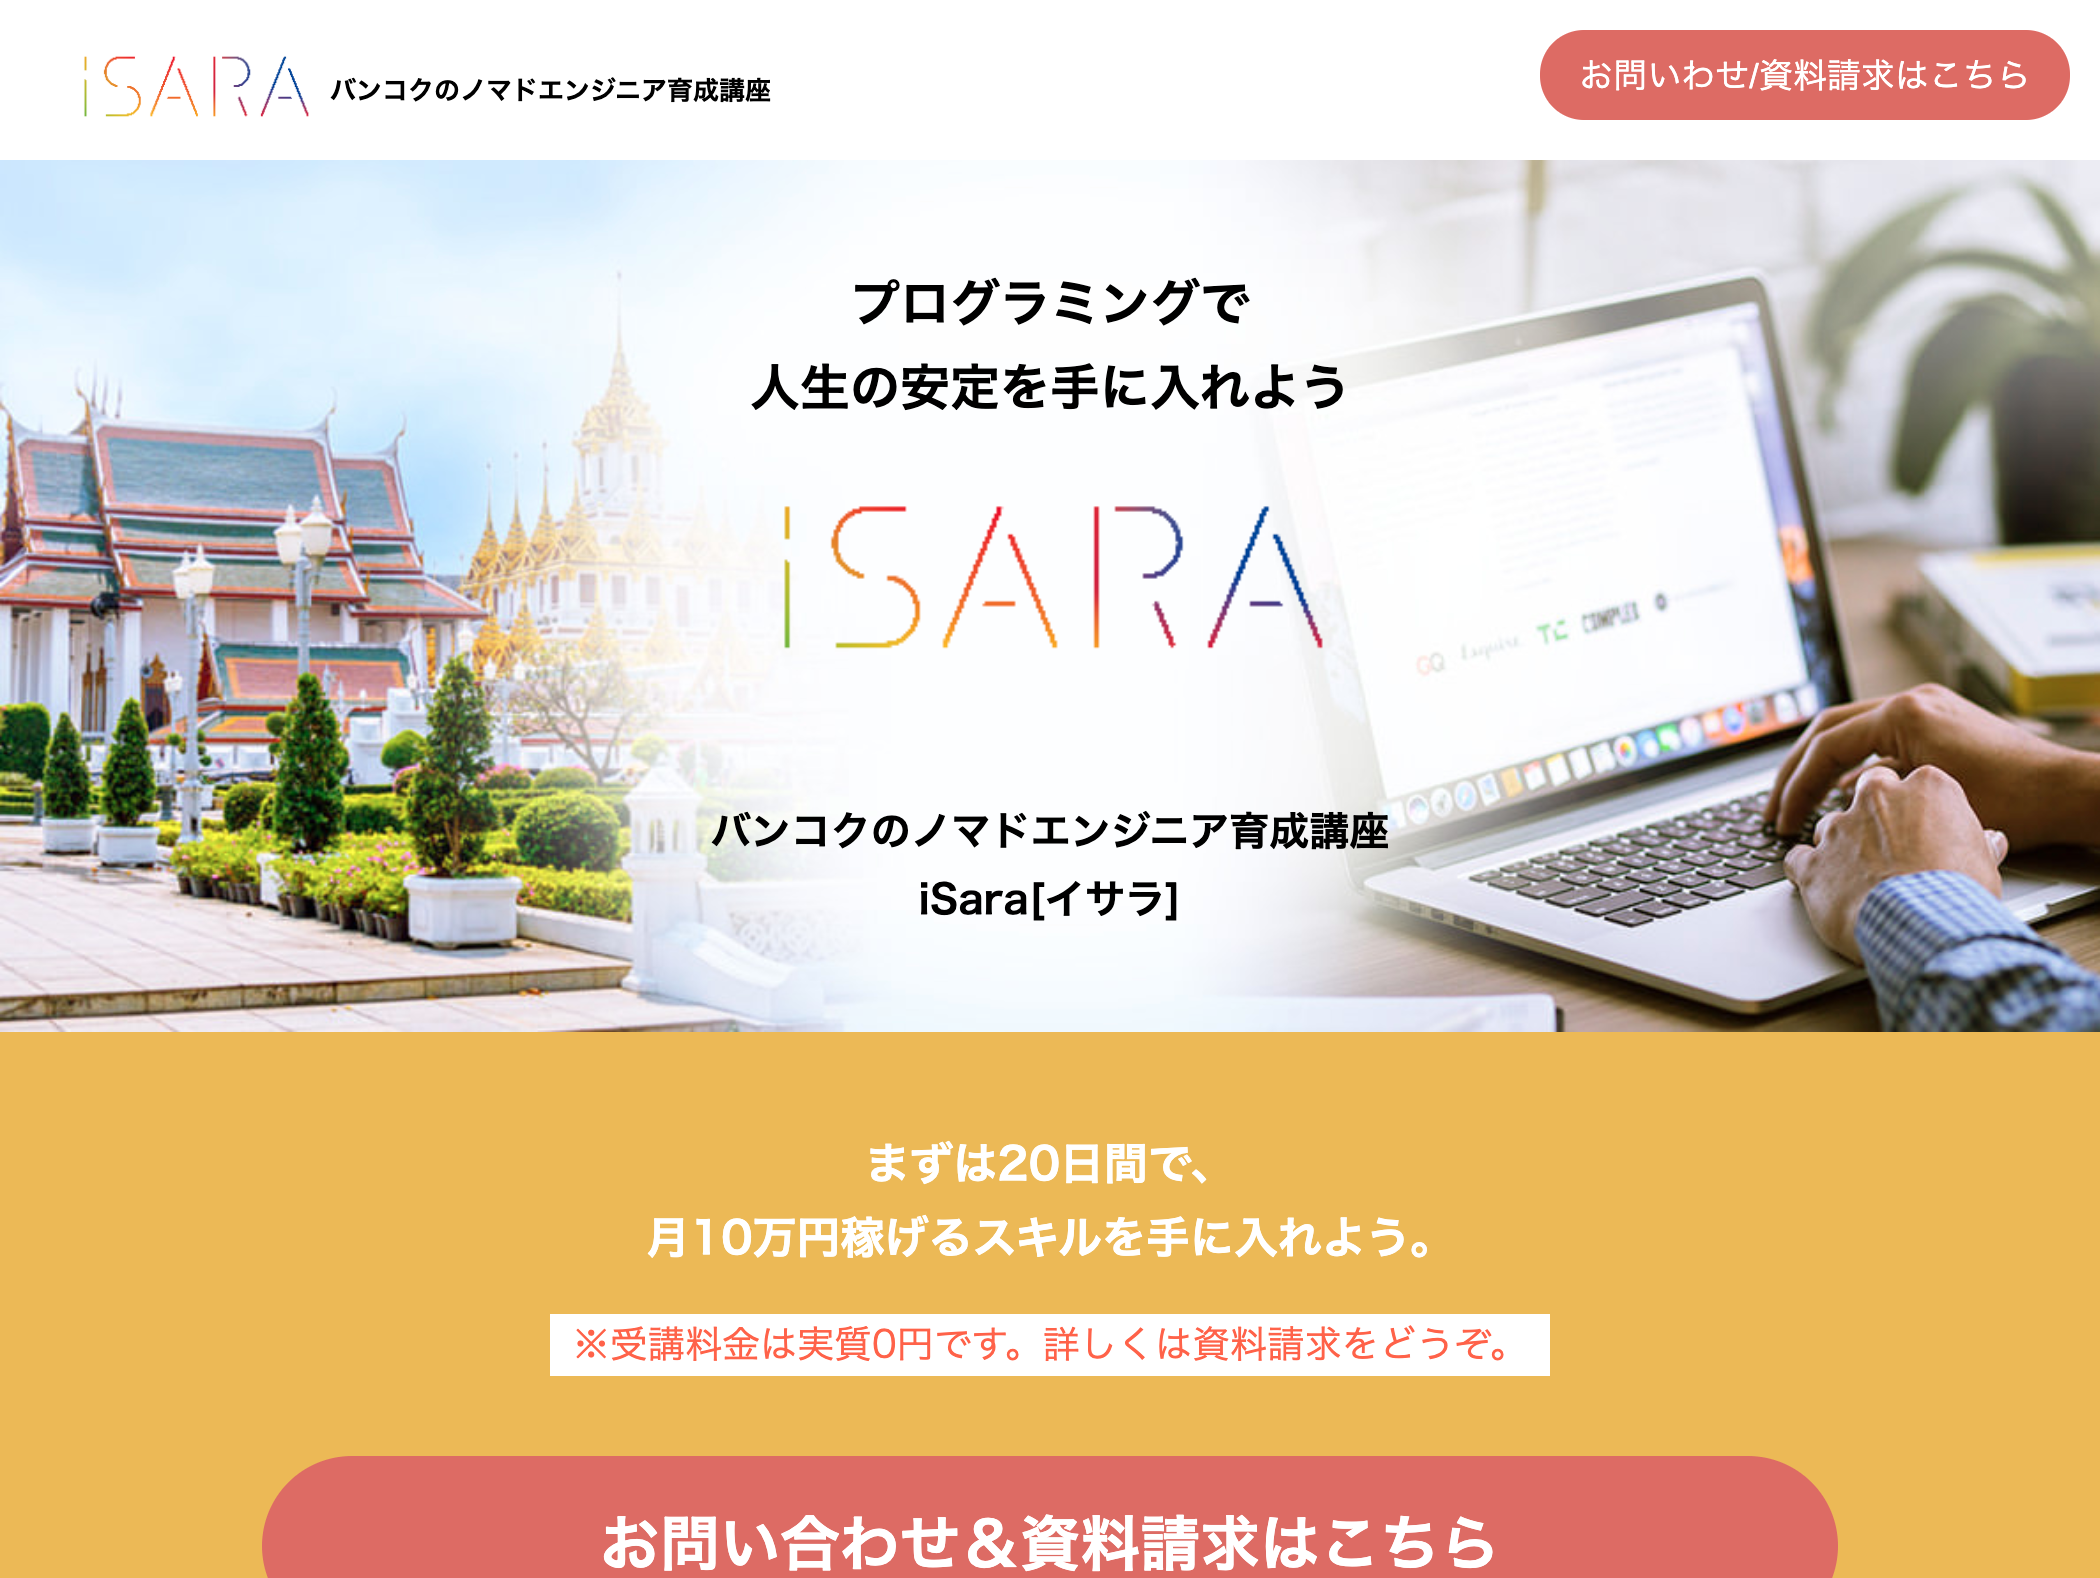 iSARA バンコクのノマドエンジニア育成講座
お問いわせ/資料請求はこちら
プログラミングで
人生の安定を手に入れよう
iSARA
GQ Esquire TC COMPLEX
バンコクのノマドエンジニア育成講座
iSara[イサラ]
まずは20日間で、
月10万円稼げるスキルを手に入れよう。
※受講料金は実質0円です。詳しくは資料請求をどうぞ。
お問い合わせ＆資料請求はこちら